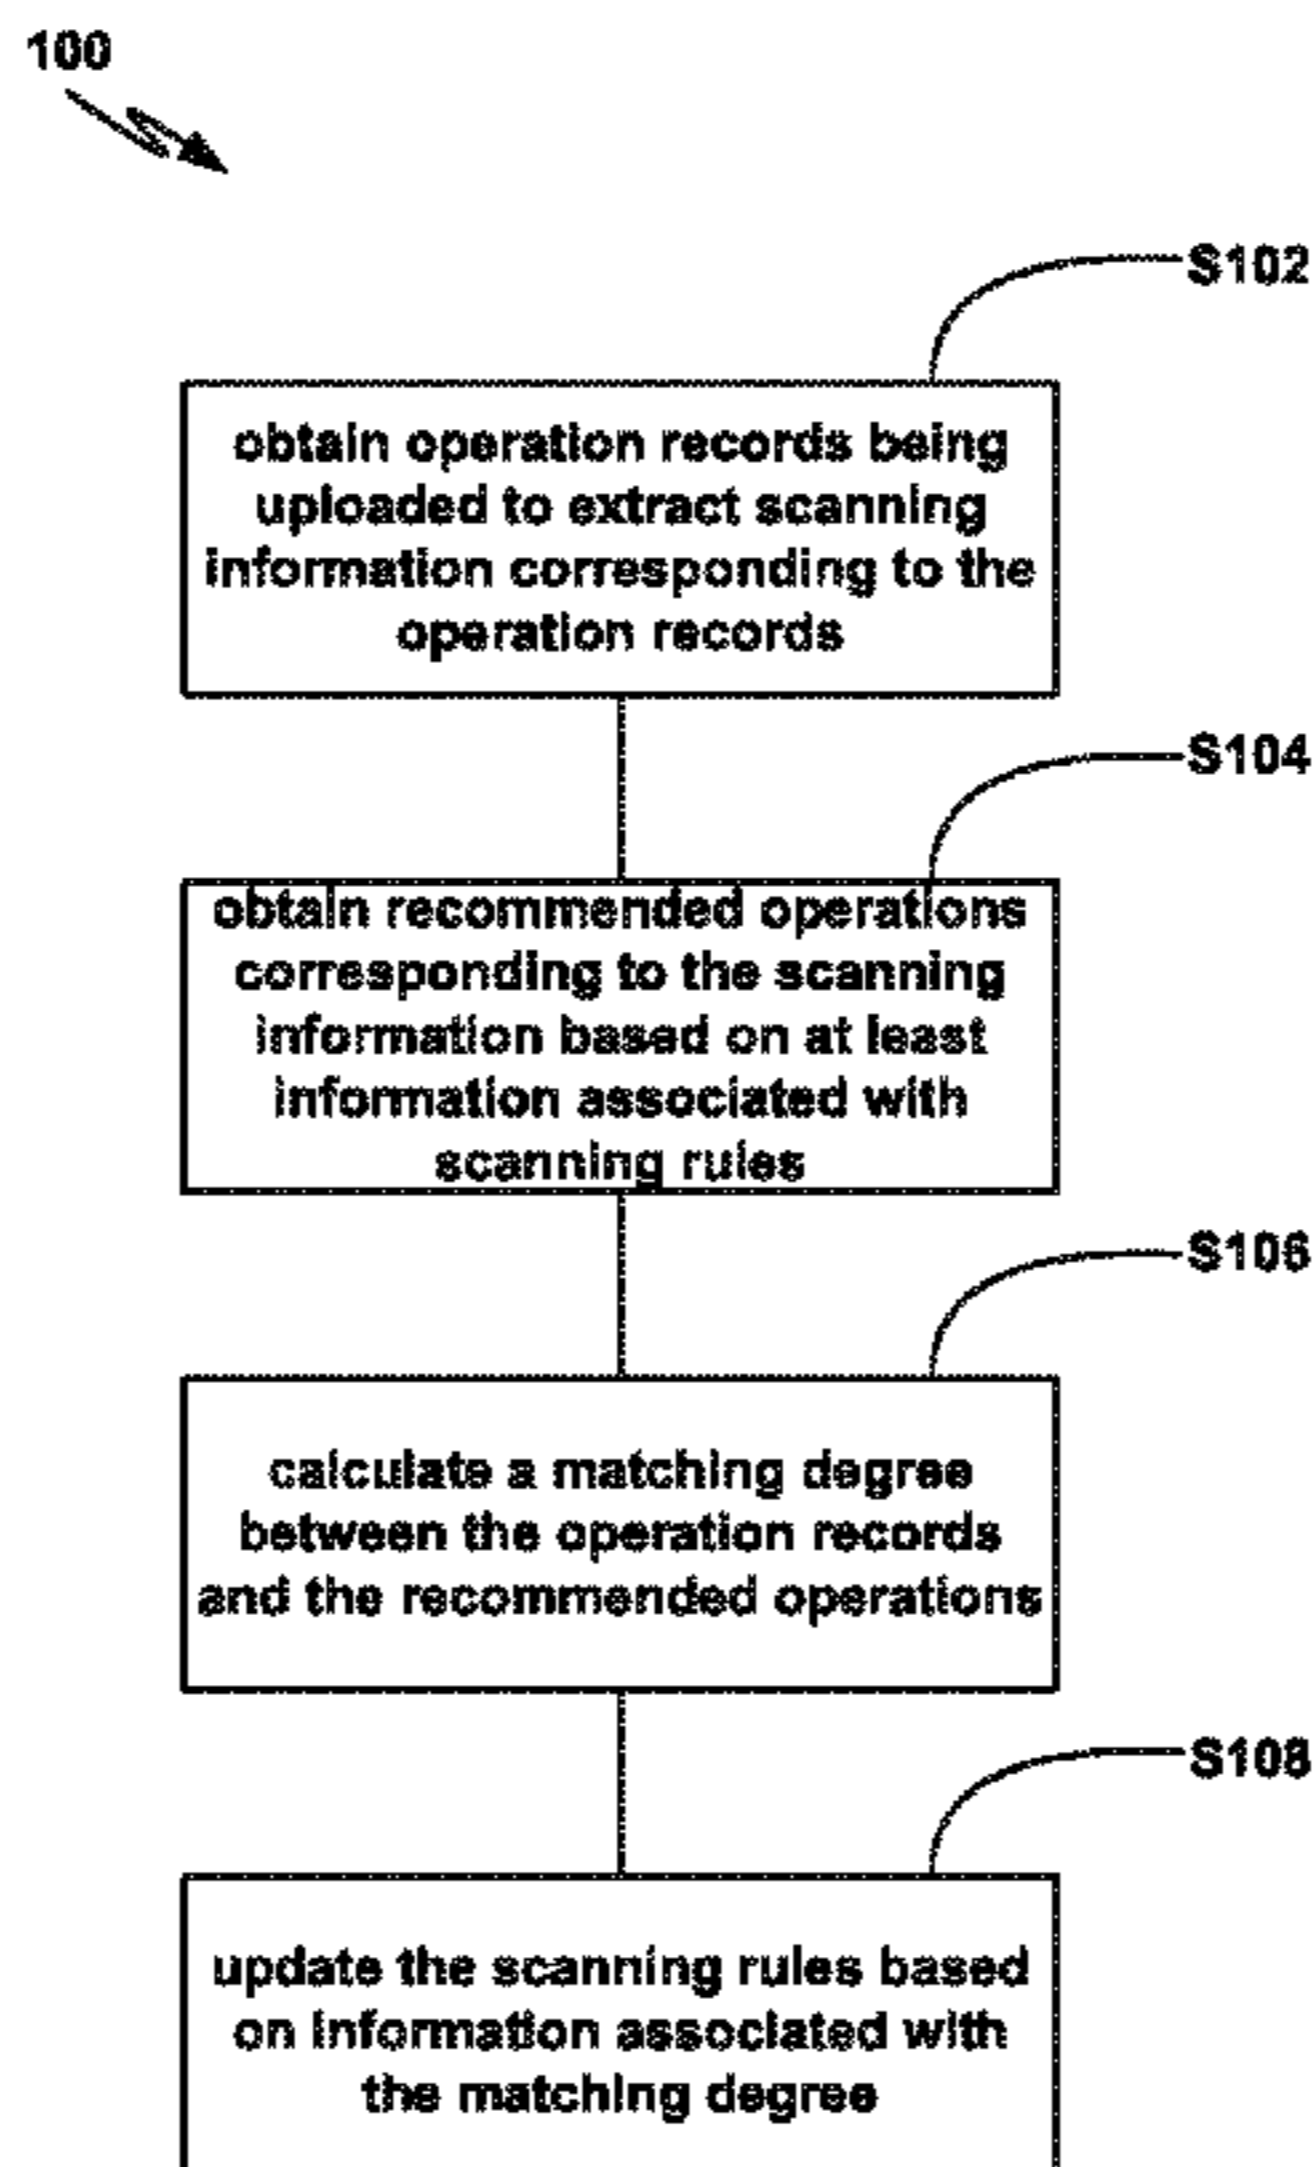 100
S102
obtain operation records being
uploaded to extract scanning
information corresponding to the
operation records
S104
obtain recommended operations
corresponding to the scanning
information based on at least
information associated with
scanning rules
S106
calculate a matching degree
between the operation records
and the recommended operations
S108
update the scanning rules based
on information associated with
the matching degree